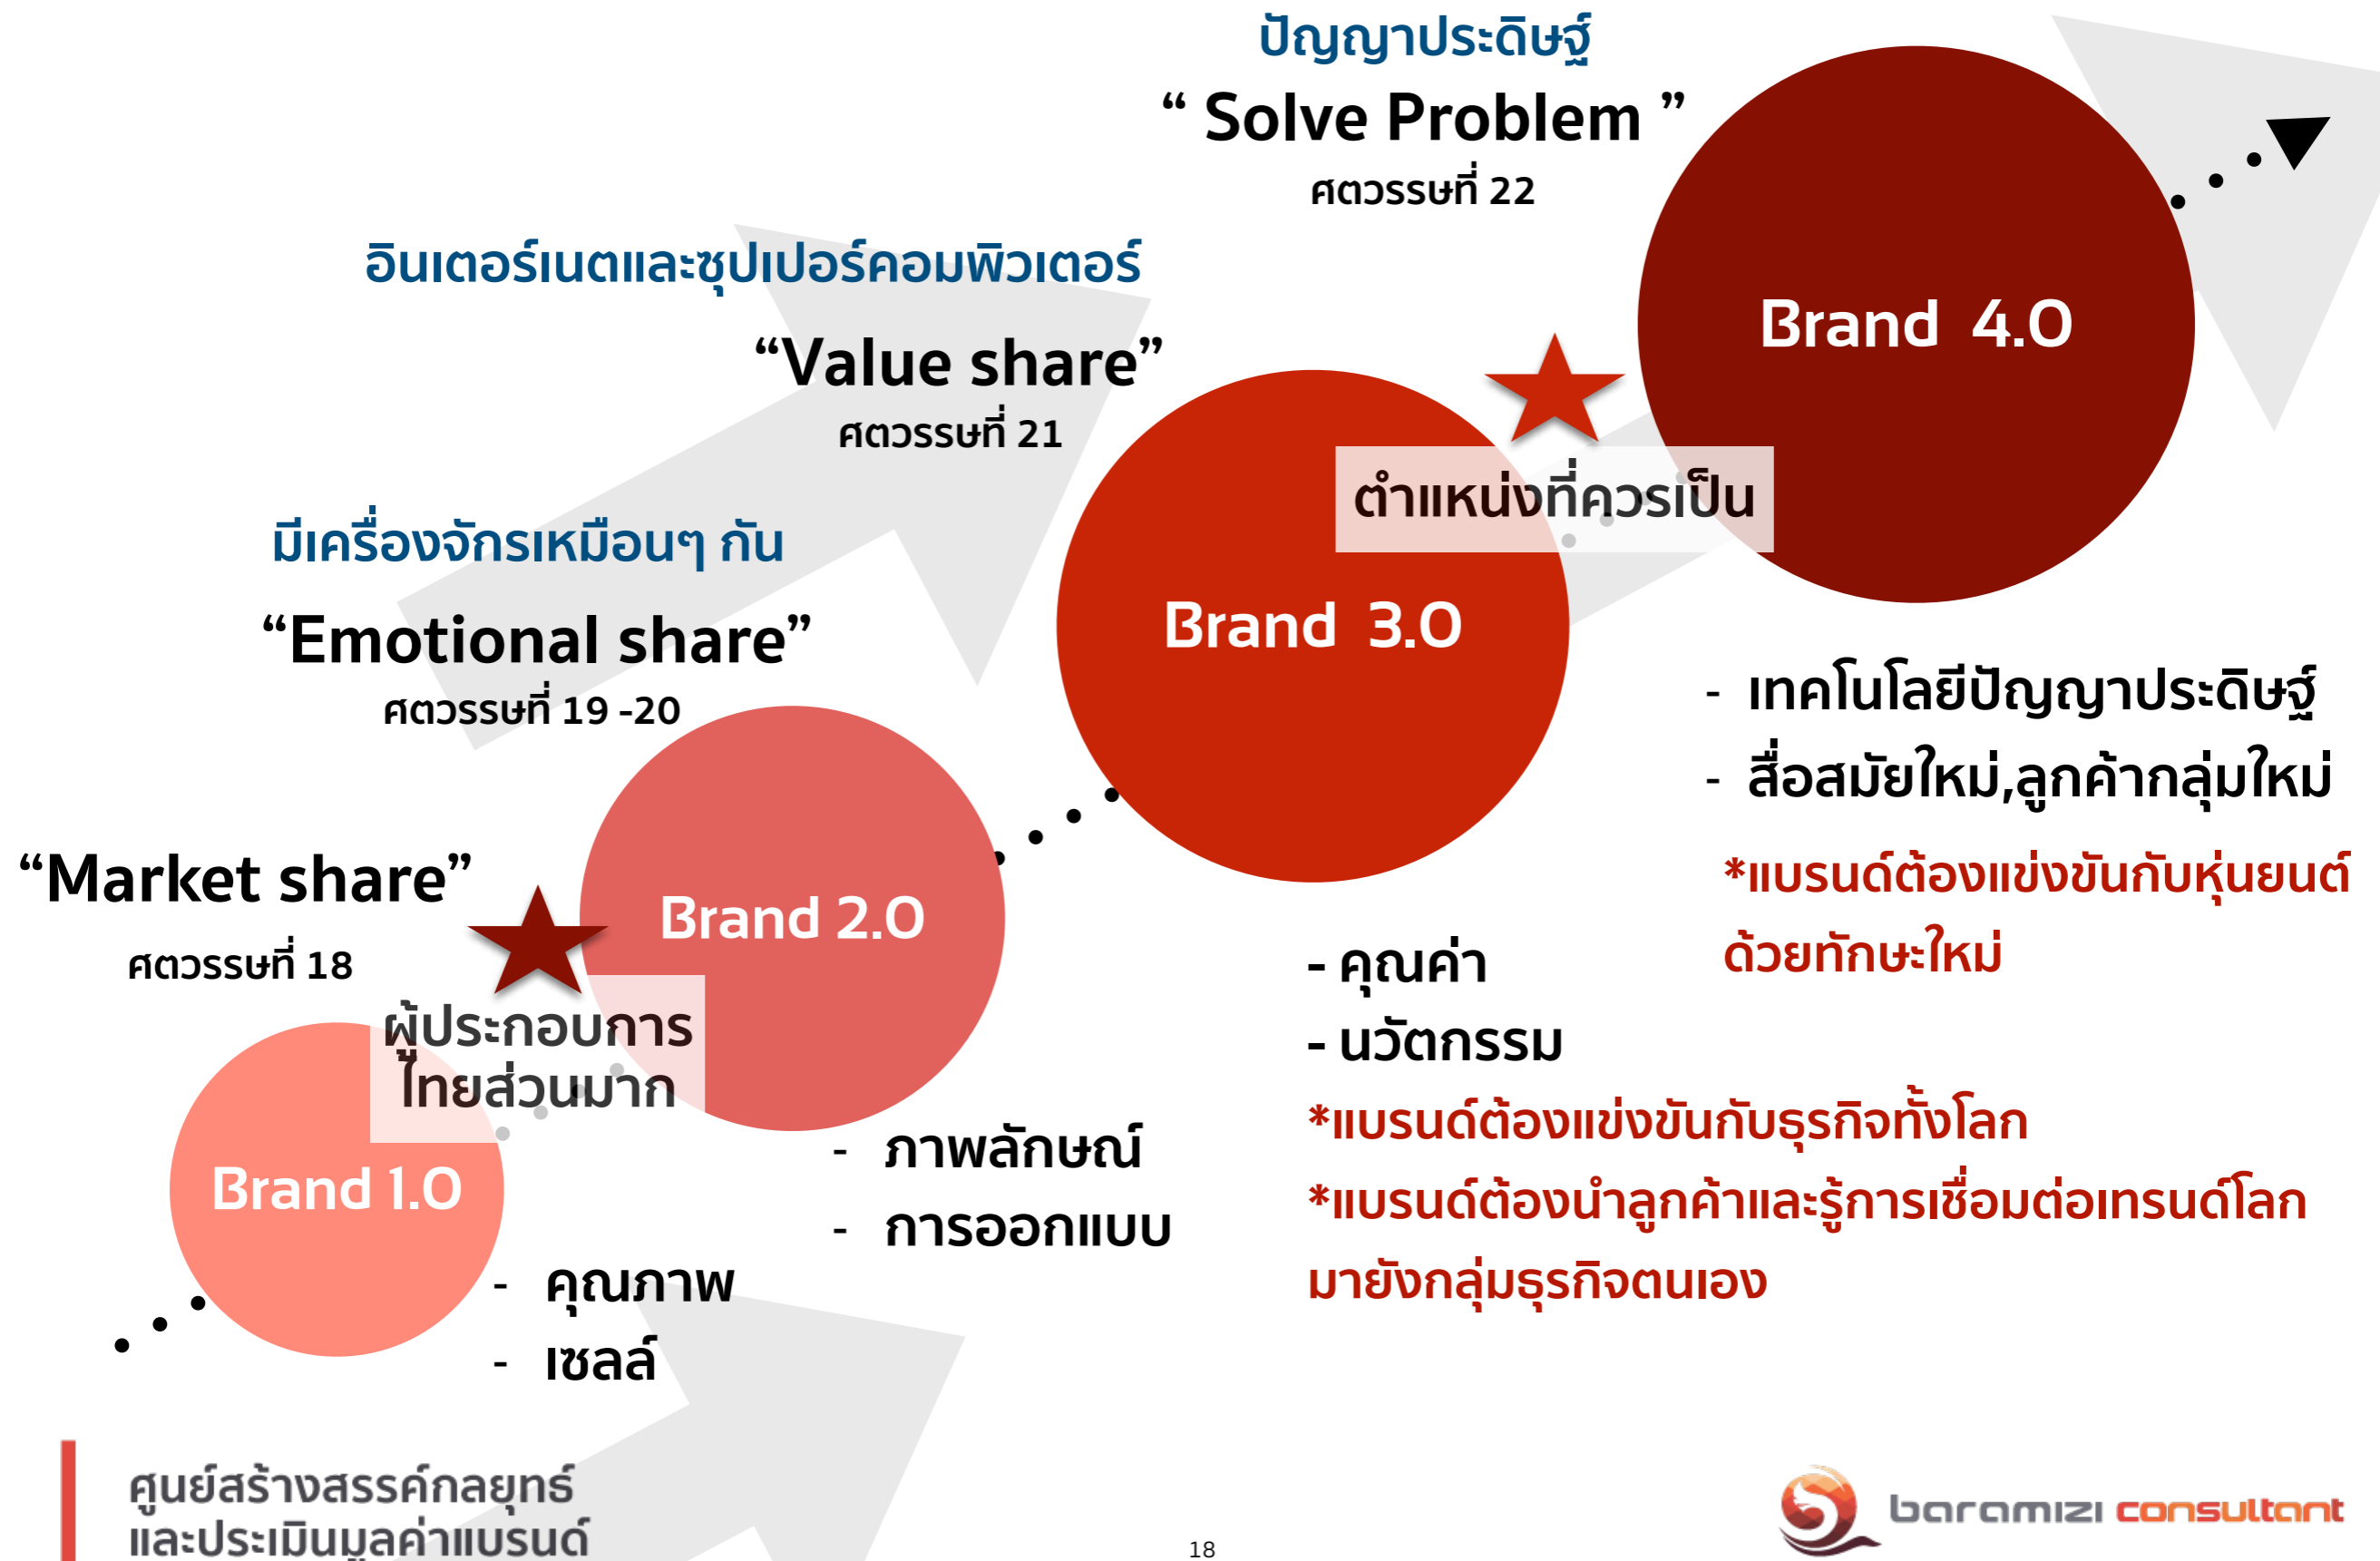 ปัญญาประดิษฐ์
“ Solve Problem ”
ศตวรรษที่ 22
Brand 4.0
อินเตอร์เนตและซุปเปอร์คอมพิวเตอร์
“Value share”
ศตวรรษที่ 21
ตำแหน่งที่ควรเป็น
Brand 3.0
มีเครื่องจักรเหมือนๆ กัน
“Emotional share”
ศตวรรษที่ 19 -20
- เทคโนโลยีปัญญาประดิษฐ์
- สื่อสมัยใหม่,ลูกค้ากลุ่มใหม่
*แบรนด์ต้องแข่งขันกับหุ่นยนต์
ด้วยทักษะใหม่
“Market share”
ศตวรรษที่ 18
Brand 2.0
ผู้ประกอบการ
ไทยส่วนมาก
Brand 1.0
- คุณค่า
- นวัตกรรม
*แบรนด์ต้องแข่งขันกับธุรกิจทั้งโลก
*แบรนด์ต้องนำลูกค้าและรู้การเชื่อมต่อเทรนด์โลก
มายังกลุ่มธุรกิจตนเอง
- ภาพลักษณ์
- การออกแบบ
- คุณภาพ
- เซลล์
ศูนย์สร้างสรรค์กลยุทธ์
และประเมินมูลค่าแบรนด์
18
baramizi consultant